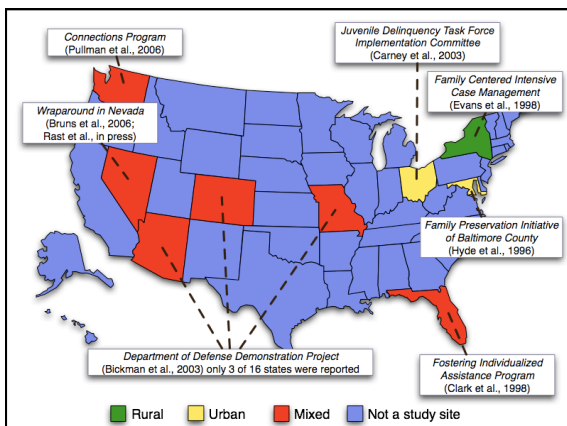 Connections Program
(Pullman et al., 2006)
Juvenile Delinquency Task Force
Implementation Committee
(Carney et al., 2003)
Family Centered Intensive
Case Management
(Evans et al., 1998)
Wraparound in Nevada
(Bruns et al., 2006;
Rast et al., in press)
Family Preservation Initiative
of Baltimore County
(Hyde et al., 1996)
Department of Defense Demonstration Project
(Bickman et al., 2003) only 3 of 16 states were reported
Fostering Individualized
Assistance Program
(Clark et al., 1998)
Rural
Urban
Mixed
Not a study site